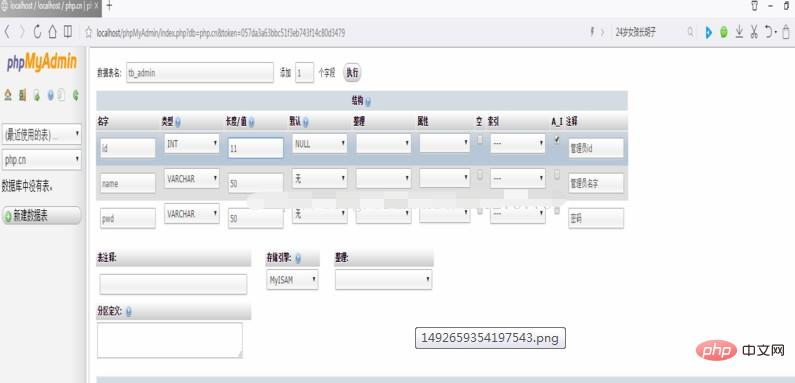 localhost / localhost / php.cn | ph
localhost/phpMyAdmin/index.php?db=php.cn&token=057da3a63bbc51f3eb743f14c80d3479
24岁女孩长胡子
phpMyAdmin
(最近使用的表) ...
php.cn
数据库中没有表。
新建数据表
数据表名: tb_admin 添加 1 个字段 执行
结构
名字 类型 长度/值 默认 整理 属性 空 索引 A_I 注释
id INT 11 NULL --- 管理员id
name VARCHAR 50 无 --- 管理员名字
pwd VARCHAR 50 无 --- 密码
表注释: 存储引擎: 整理:
MyISAM
分区定义:
1492659354197543.png
php 中文网